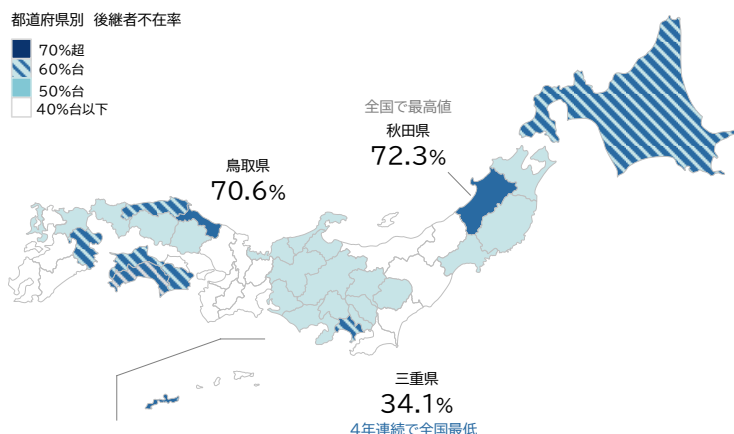 都道府県別 後継者不在率
70%超
60%台
50%台
40%台以下
全国で最高値
秋田県
72.3%
鳥取県
70.6%
三重県
34.1%
4年連続で全国最低